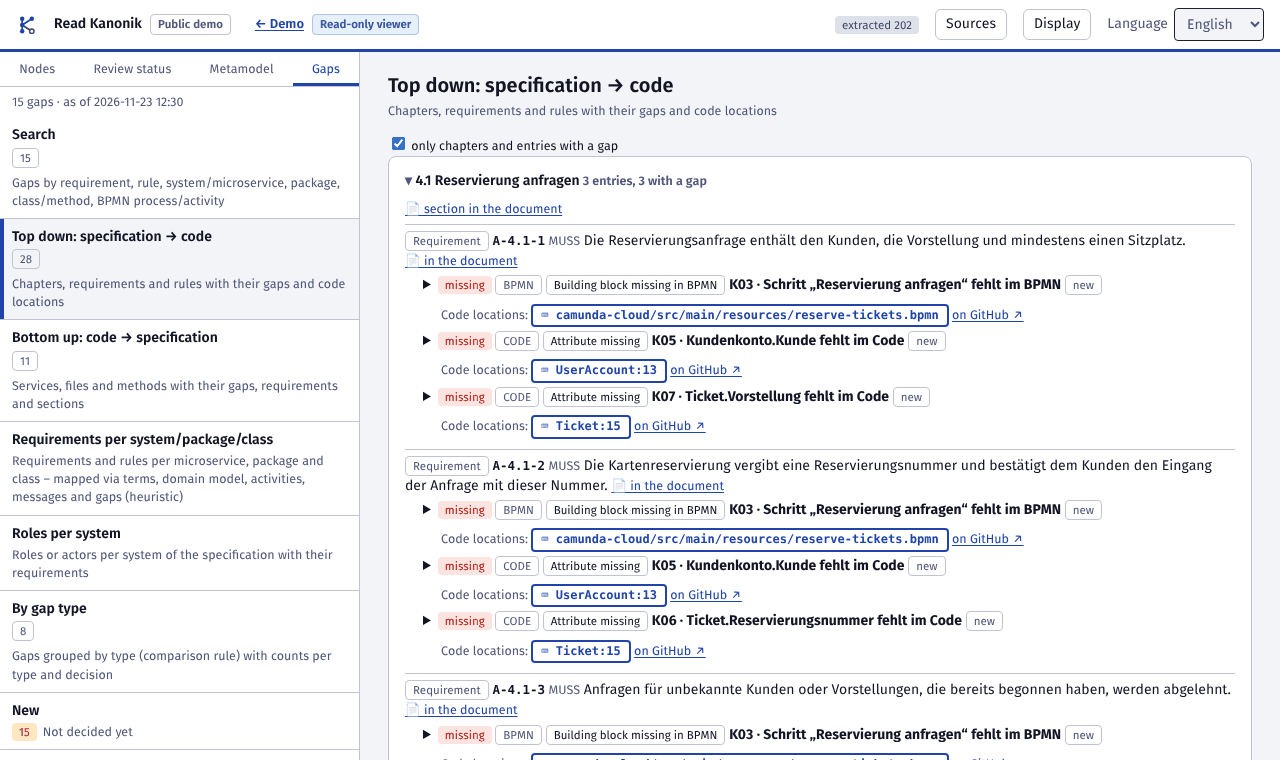 Read Kanonik Public demo ← Demo Read-only viewer extracted 202 Sources Display Language English
Nodes Review status Metamodel Gaps
15 gaps · as of 2026-11-23 12:30
Search
15
Gaps by requirement, rule, system/microservice, package,
class/method, BPMN process/activity
Top down: specification → code
28
Chapters, requirements and rules with their gaps and code
locations
Bottom up: code → specification
11
Services, files and methods with their gaps, requirements
and sections
Requirements per system/package/class
Requirements and rules per microservice, package and
class – mapped via terms, domain model, activities,
messages and gaps (heuristic)
Roles per system
Roles or actors per system of the specification with their
requirements
By gap type
8
Gaps grouped by type (comparison rule) with counts per
type and decision
New
15 Not decided yet
Top down: specification → code
Chapters, requirements and rules with their gaps and code locations
only chapters and entries with a gap
▾ 4.1 Reservierung anfragen 3 entries, 3 with a gap
📄 section in the document
Requirement A-4.1-1 MUSS Die Reservierungsanfrage enthält den Kunden, die Vorstellung und mindestens einen Sitzplatz.
📄 in the document
▶ missing BPMN Building block missing in BPMN K03 · Schritt „Reservierung anfragen“ fehlt im BPMN new
Code locations: ⌨ camunda-cloud/src/main/resources/reserve-tickets.bpmn on GitHub ↗
▶ missing CODE Attribute missing K05 · Kundenkonto.Kunde fehlt im Code new
Code locations: ⌨ UserAccount:13 on GitHub ↗
▶ missing CODE Attribute missing K07 · Ticket.Vorstellung fehlt im Code new
Code locations: ⌨ Ticket:15 on GitHub ↗
Requirement A-4.1-2 MUSS Die Kartenreservierung vergibt eine Reservierungsnummer und bestätigt dem Kunden den Eingang
der Anfrage mit dieser Nummer. 📄 in the document
▶ missing BPMN Building block missing in BPMN K03 · Schritt „Reservierung anfragen“ fehlt im BPMN new
Code locations: ⌨ camunda-cloud/src/main/resources/reserve-tickets.bpmn on GitHub ↗
▶ missing CODE Attribute missing K05 · Kundenkonto.Kunde fehlt im Code new
Code locations: ⌨ UserAccount:13 on GitHub ↗
▶ missing CODE Attribute missing K06 · Ticket.Reservierungsnummer fehlt im Code new
Code locations: ⌨ Ticket:15 on GitHub ↗
Requirement A-4.1-3 MUSS Anfragen für unbekannte Kunden oder Vorstellungen, die bereits begonnen haben, werden abgelehnt.
📄 in the document
▶ missing BPMN Building block missing in BPMN K03 · Schritt „Reservierung anfragen“ fehlt im BPMN new